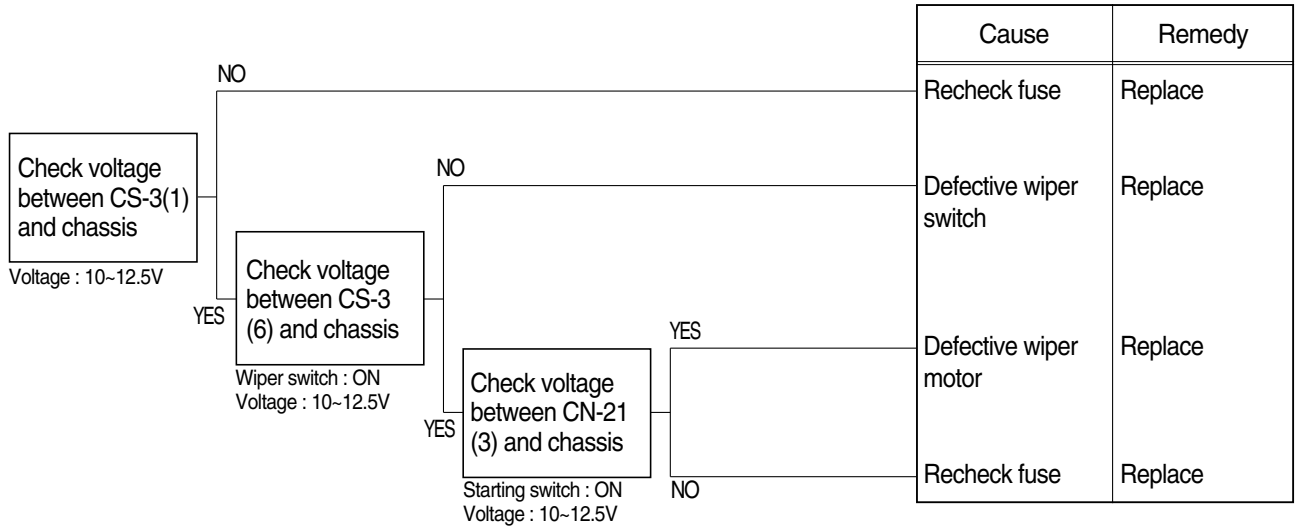 Cause
Remedy
NO
Recheck fuse
Replace
Check voltage
between CS-3(1)
and chassis
Voltage : 10~12.5V
NO
Defective wiper
switch
Replace
YES
Check voltage
between CS-3
(6) and chassis
Wiper switch : ON
Voltage : 10~12.5V
YES
Defective wiper
motor
Replace
YES
Check voltage
between CN-21
(3) and chassis
Starting switch : ON
Voltage : 10~12.5V
NO
Recheck fuse
Replace